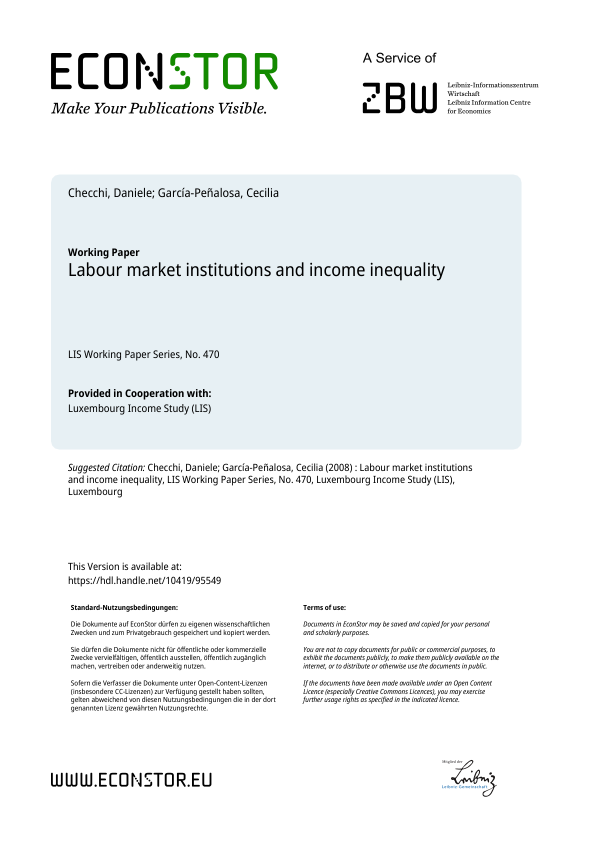 ECONSTOR
Make Your Publications Visible.
A Service of
ZBW
Leibniz-Informationszentrum
Wirtschaft
Leibniz Information Centre
for Economics
Checchi, Daniele; García-Peñalosa, Cecilia
Working Paper
Labour market institutions and income inequality
LIS Working Paper Series, No. 470
Provided in Cooperation with:
Luxembourg Income Study (LIS)
Suggested Citation: Checchi, Daniele; García-Peñalosa, Cecilia (2008) : Labour market institutions
and income inequality, LIS Working Paper Series, No. 470, Luxembourg Income Study (LIS),
Luxembourg
This Version is available at:
https://hdl.handle.net/10419/95549
Standard-Nutzungsbedingungen:
Die Dokumente auf EconStor dürfen zu eigenen wissenschaftlichen
Zwecken und zum Privatgebrauch gespeichert und kopiert werden.
Sie dürfen die Dokumente nicht für öffentliche oder kommerzielle
Zwecke vervielfältigen, öffentlich ausstellen, öffentlich zugänglich
machen, vertreiben oder anderweitig nutzen.
Sofern die Verfasser die Dokumente unter Open-Content-Lizenzen
(insbesondere CC-Lizenzen) zur Verfügung gestellt haben sollten,
gelten abweichend von diesen Nutzungsbedingungen die in der dort
genannten Lizenz gewährten Nutzungsrechte.
Terms of use:
Documents in EconStor may be saved and copied for your personal
and scholarly purposes.
You are not to copy documents for public or commercial purposes, to
exhibit the documents publicly, to make them publicly available on the
internet, or to distribute or otherwise use the documents in public.
If the documents have been made available under an Open Content
Licence (especially Creative Commons Licences), you may exercise
further usage rights as specified in the indicated licence.
WWW.ECONSTOR.EU
Mitglied der
Leibniz
Leibniz-Gemeinschaft